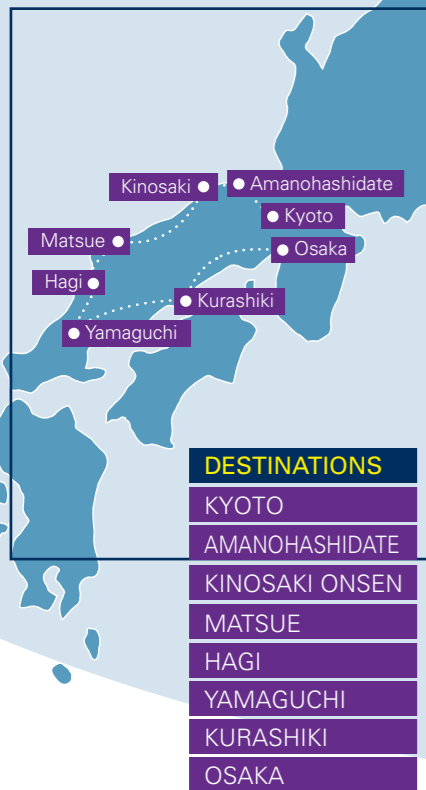 Kinosaki
Amanohashidate
Kyoto
Matsue
Osaka
Hagi
Kurashiki
Yamaguchi
DESTINATIONS
KYOTO
AMANOHASHIDATE
KINOSAKI ONSEN
MATSUE
HAGI
YAMAGUCHI
KURASHIKI
OSAKA